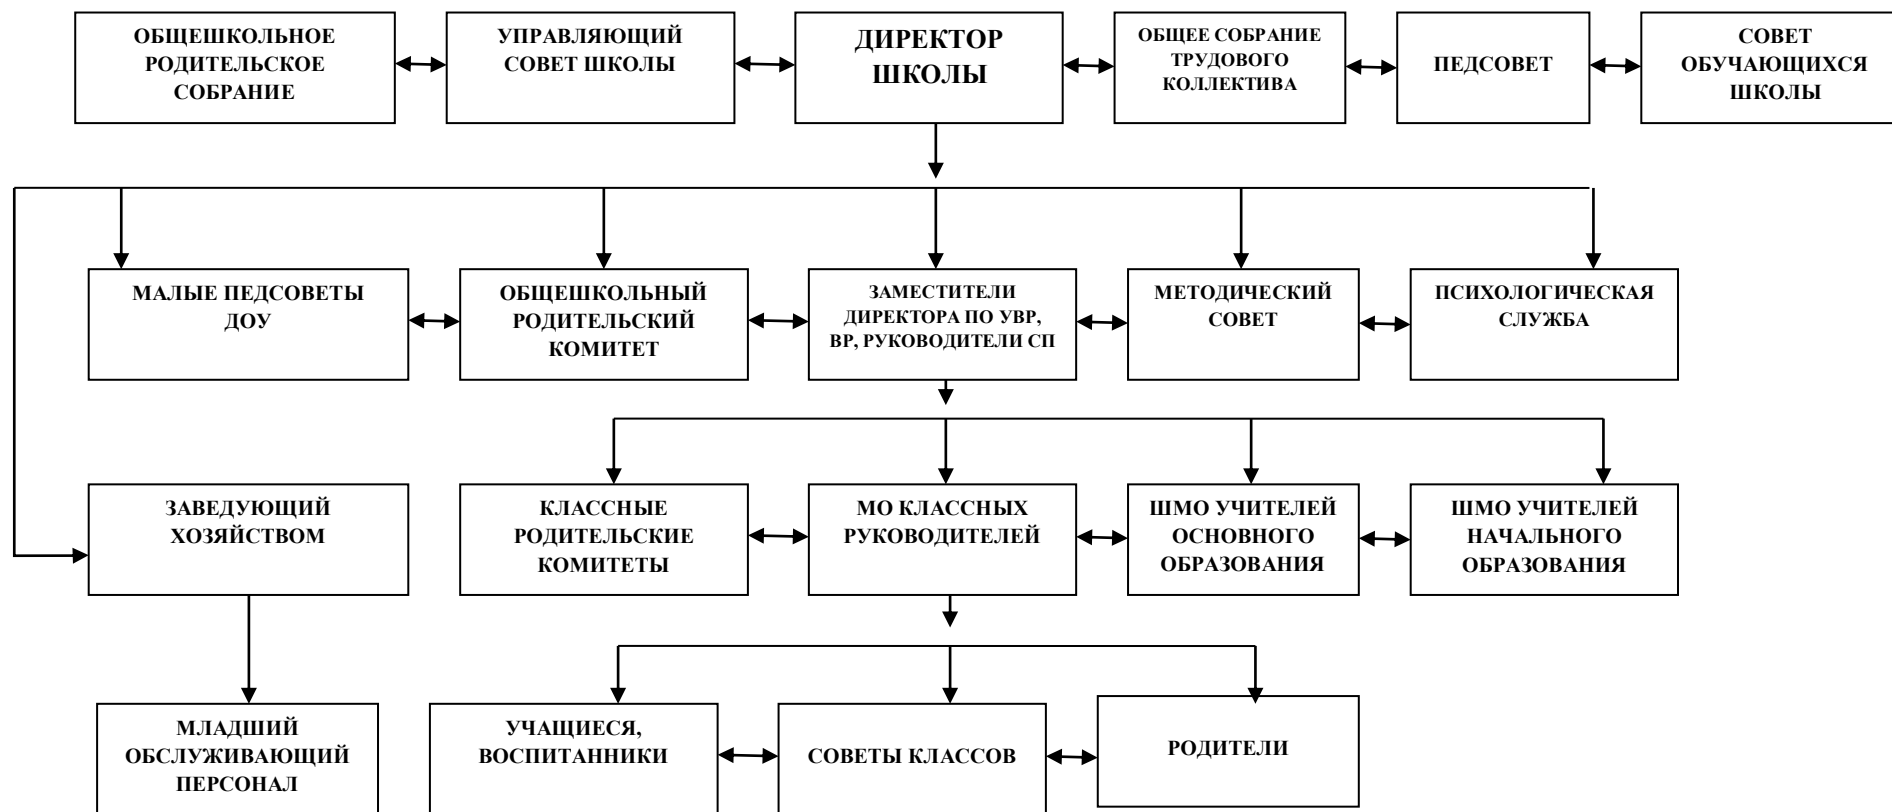 ОБЩЕШКОЛЬНОЕ
РОДИТЕЛЬСКОЕ
СОБРАНИЕ
УПРАВЛЯЮЩИЙ
СОВЕТ ШКОЛЫ
ДИРЕКТОР
ШКОЛЫ
ОБЩЕЕ СОБРАНИЕ
ТРУДОВОГО
КОЛЛЕКТИВА
ПЕДСОВЕТ
СОВЕТ
ОБУЧАЮЩИХСЯ
ШКОЛЫ
МАЛЫЕ ПЕДСОВЕТЫ
ДОУ
ОБЩЕШКОЛЬНЫЙ
РОДИТЕЛЬСКИЙ
КОМИТЕТ
ЗАМЕСТИТЕЛИ
ДИРЕКТОРА ПО УВР,
ВР, РУКОВОДИТЕЛИ СП
МЕТОДИЧЕСКИЙ
СОВЕТ
ПСИХОЛОГИЧЕСКАЯ
СЛУЖБА
ЗАВЕДУЮЩИЙ
ХОЗЯЙСТВОМ
КЛАССНЫЕ
РОДИТЕЛЬСКИЕ
КОМИТЕТЫ
МО КЛАССНЫХ
РУКОВОДИТЕЛЕЙ
ШМО УЧИТЕЛЕЙ
ОСНОВНОГО
ОБРАЗОВАНИЯ
ШМО УЧИТЕЛЕЙ
НАЧАЛЬНОГО
ОБРАЗОВАНИЯ
МЛАДШИЙ
ОБСЛУЖИВАЮЩИЙ
ПЕРСОНАЛ
УЧАЩИЕСЯ,
ВОСПИТАННИКИ
СОВЕТЫ КЛАССОВ
РОДИТЕЛИ